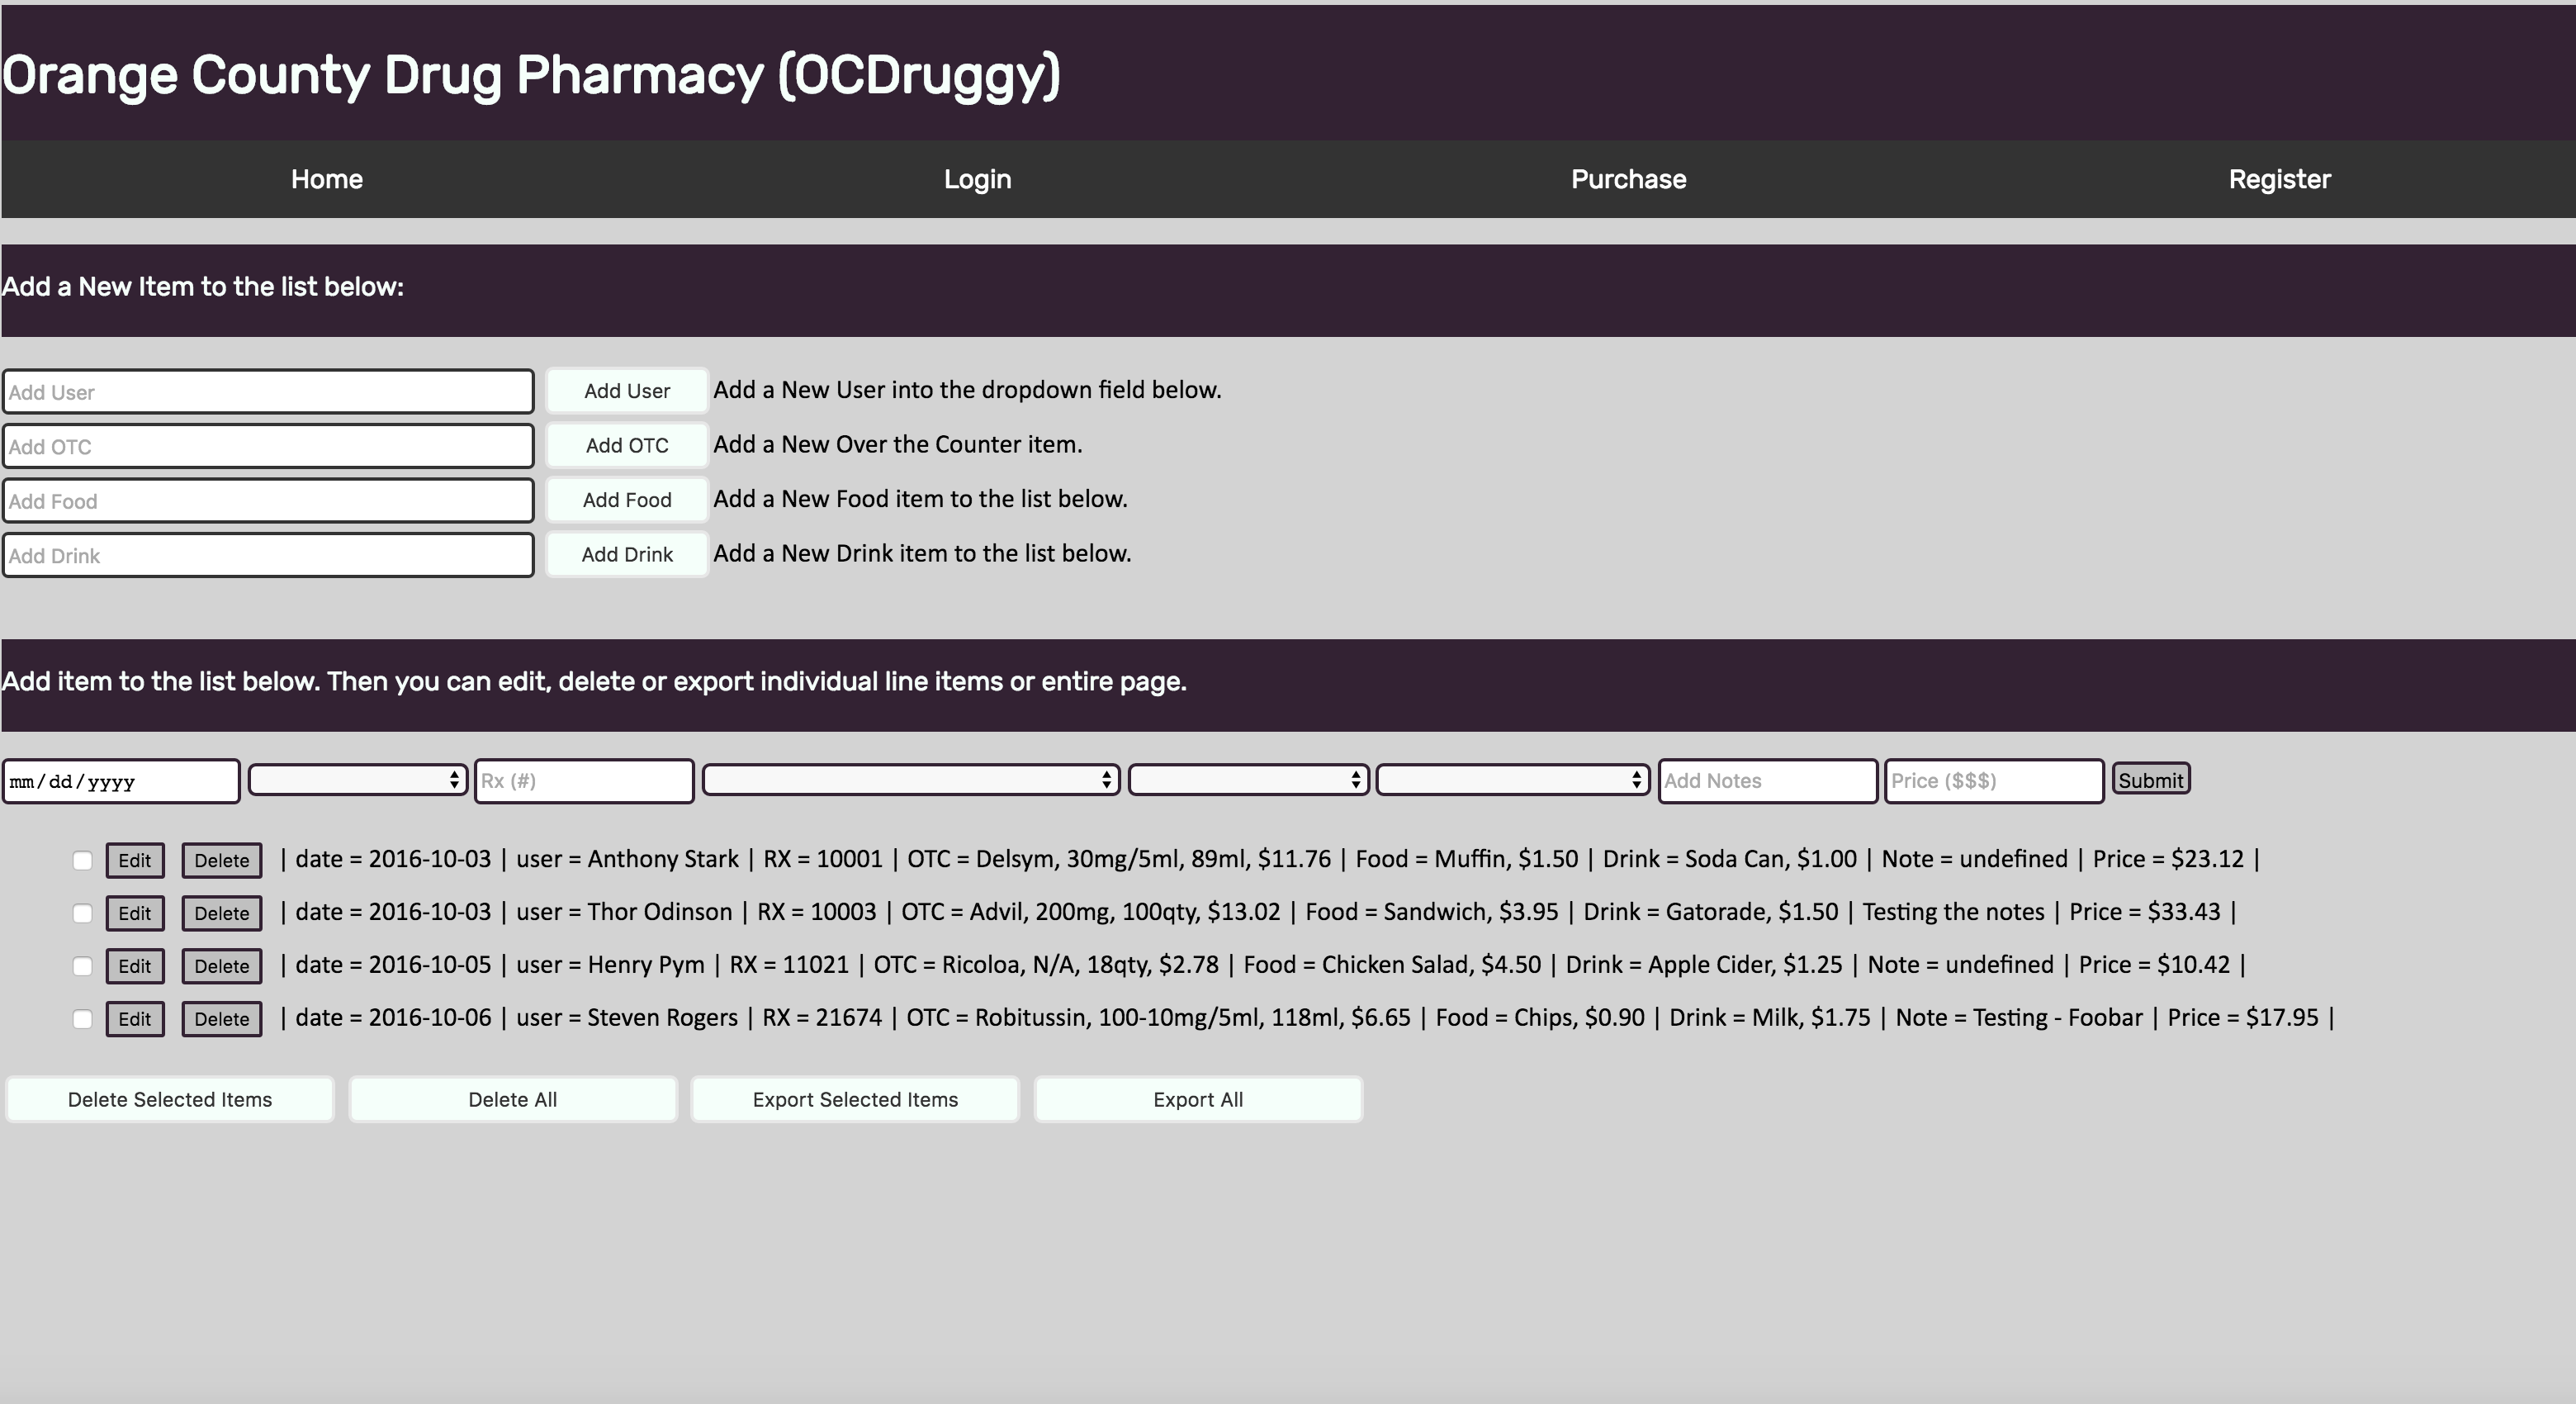 Orange County Drug Pharmacy (OCDruggy)
Home Login Purchase Register
Add a New Item to the list below:
Add User Add User Add a New User into the dropdown field below.
Add OTC Add OTC Add a New Over the Counter item.
Add Food Add Food Add a New Food item to the list below.
Add Drink Add Drink Add a New Drink item to the list below.
Add item to the list below. Then you can edit, delete or export individual line items or entire page.
mm/dd/yyyy Rx (#) Add Notes Price ($$$) Submit
Edit Delete | date = 2016-10-03 | user = Anthony Stark | RX = 10001 | OTC = Delsym, 30mg/5ml, 89ml, $11.76 | Food = Muffin, $1.50 | Drink = Soda Can, $1.00 | Note = undefined | Price = $23.12 |
Edit Delete | date = 2016-10-03 | user = Thor Odinson | RX = 10003 | OTC = Advil, 200mg, 100qty, $13.02 | Food = Sandwich, $3.95 | Drink = Gatorade, $1.50 | Testing the notes | Price = $33.43 |
Edit Delete | date = 2016-10-05 | user = Henry Pym | RX = 11021 | OTC = Ricoloa, N/A, 18qty, $2.78 | Food = Chicken Salad, $4.50 | Drink = Apple Cider, $1.25 | Note = undefined | Price = $10.42 |
Edit Delete | date = 2016-10-06 | user = Steven Rogers | RX = 21674 | OTC = Robitussin, 100-10mg/5ml, 118ml, $6.65 | Food = Chips, $0.90 | Drink = Milk, $1.75 | Note = Testing - Foobar | Price = $17.95 |
Delete Selected Items Delete All Export Selected Items Export All